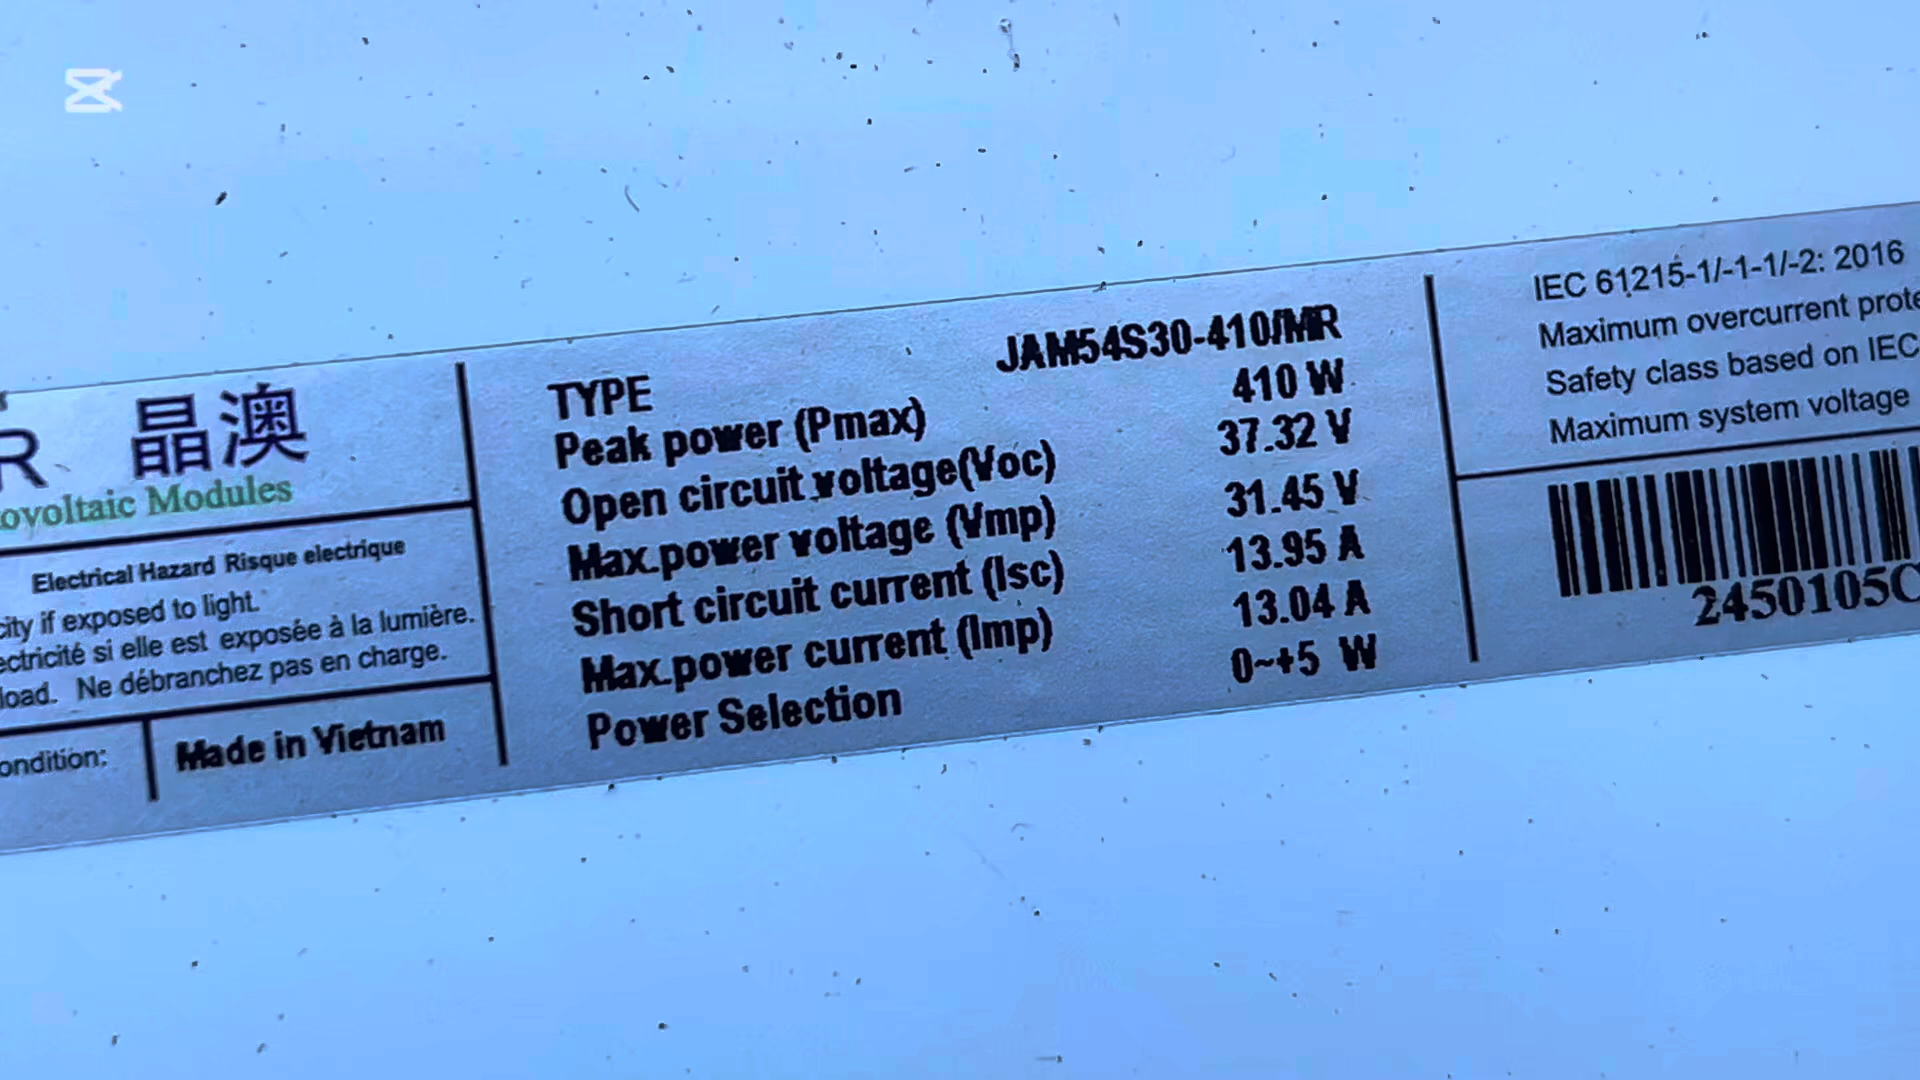 R 晶澳
ovoltaic Modules
Electrical Hazard Risque electrique
city if exposed to light.
ectricité si elle est exposée à la lumière.
load. Ne débranchez pas en charge.
ondition:
Made in Vietnam
TYPE JAM54S30-410/MR
Peak power (Pmax) 410 W
Open circuit voltage(Voc) 37.32 V
Max.power voltage (Vmp) 31.45 V
Short circuit current (Isc) 13.95 A
Max.power current (Imp) 13.04 A
Power Selection 0~+5 W
IEC 61215-1/-1-1/-2: 2016
Maximum overcurrent prote
Safety class based on IEC
Maximum system voltage
2450105C